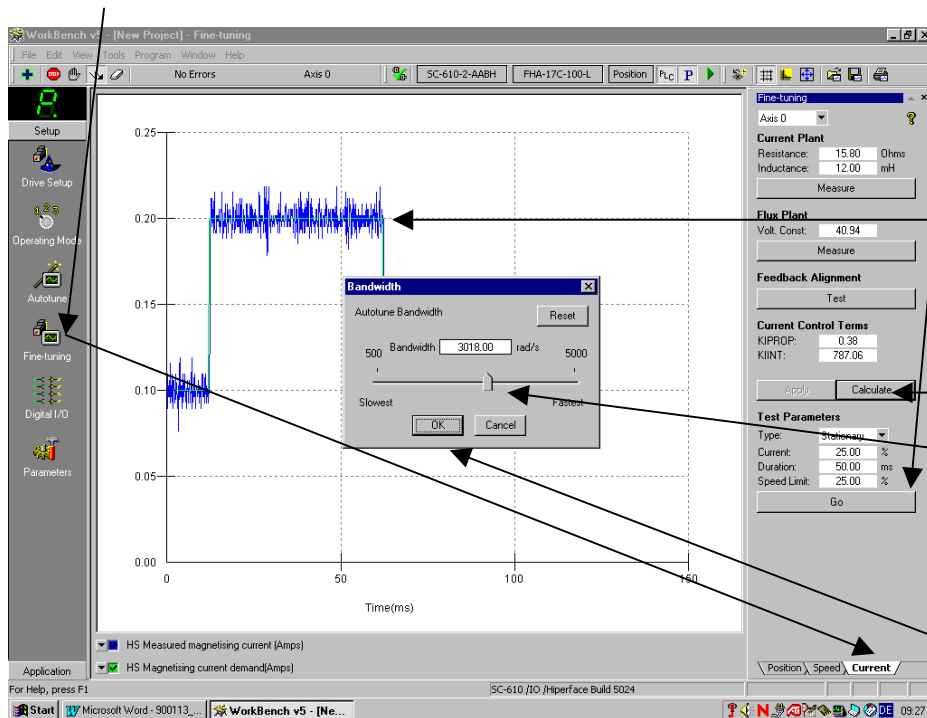 WorkBench v5 - [New Project] - Fine-tuning
File Edit View Tools Program Window Help
No Errors Axis 0 SC-610-2-AABH FHA-17C-100-L Position PLC P
Setup
Drive Setup
Operating Mode
Autotune
Fine-tuning
Digital I/O
Parameters
Application
0.25
0.20
0.15
0.10
0.05
0.00
0 50 100 150
Time(ms)
HS Measured magnetising current (Amps)
HS Magnetising current demand(Amps)
Bandwidth
Autotune Bandwidth Reset
500 Bandwidth 3018.00 rad/s 5000
Slowest Fastest
OK Cancel
Fine-tuning
Axis 0
Current Plant
Resistance: 15.80 Ohms
Inductance: 12.00 mH
Measure
Flux Plant
Volt. Const: 40.94
Measure
Feedback Alignment
Test
Current Control Terms
KIPROP: 0.38
KIINT: 787.06
Apply Calculate
Test Parameters
Type: Stationary
Current: 25.00 %
Duration: 50.00 ms
Speed Limit: 25.00 %
Go
Position Speed Current
For Help, press F1 SC-610 /IO /Hiperface Build 5024
Start Microsoft Word - 900113_... WorkBench v5 - [Ne... DE 09:27